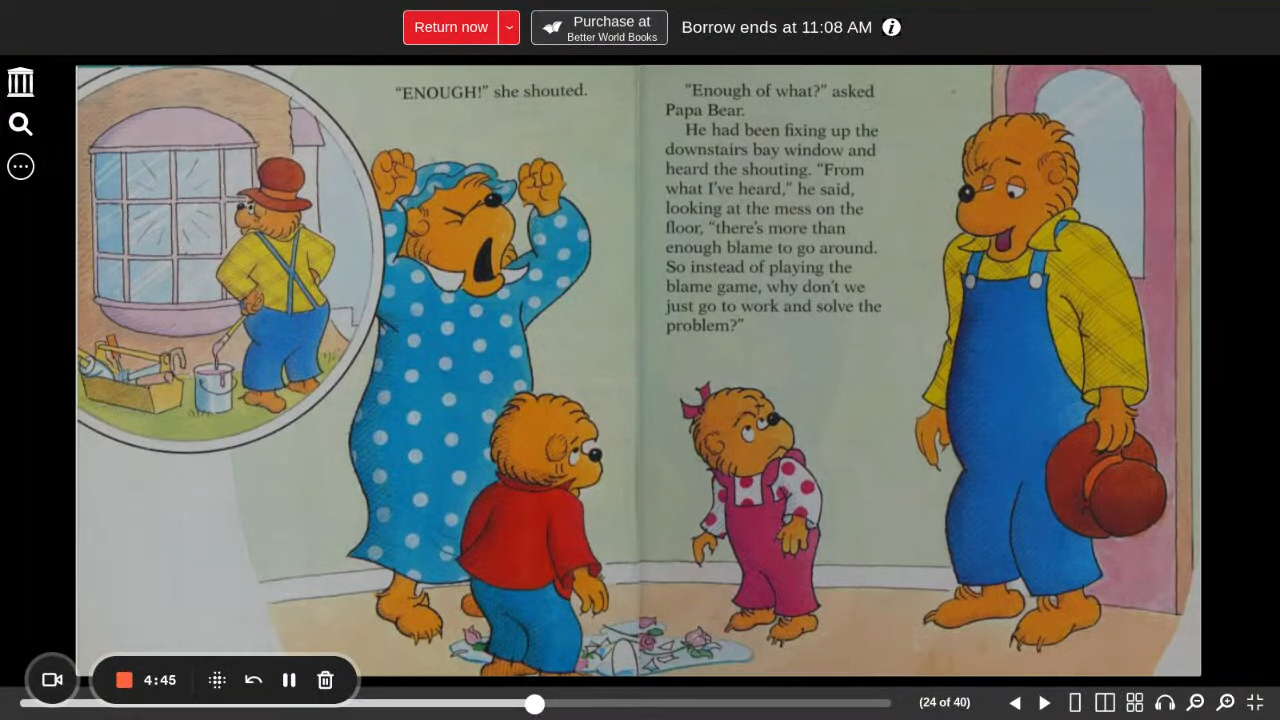 Return now
Purchase at
Better World Books
Borrow ends at 11:08 AM
“ENOUGH!” she shouted.
“Enough of what?” asked
Papa Bear.
He had been fixing up the
downstairs bay window and
heard the shouting. “From
what I’ve heard,” he said,
looking at the mess on the
floor, “there’s more than
enough blame to go around.
So instead of playing the
blame game, why don’t we
just go to work and solve the
problem?”
4:45
(24 of 40)